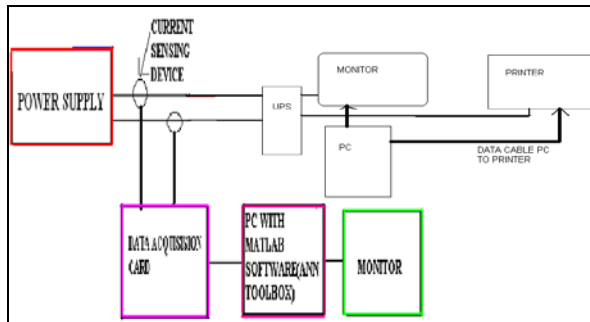 CURRENT
SENSING
DEVICE
POWER SUPPLY
UPS
MONITOR
PC
PRINTER
DATA CABLE PC
TO PRINTER
DATA ACQUISISION
CARD
PC WITH
MATLAB
SOFTWARE(ANN
TOOLBOX)
MONITOR